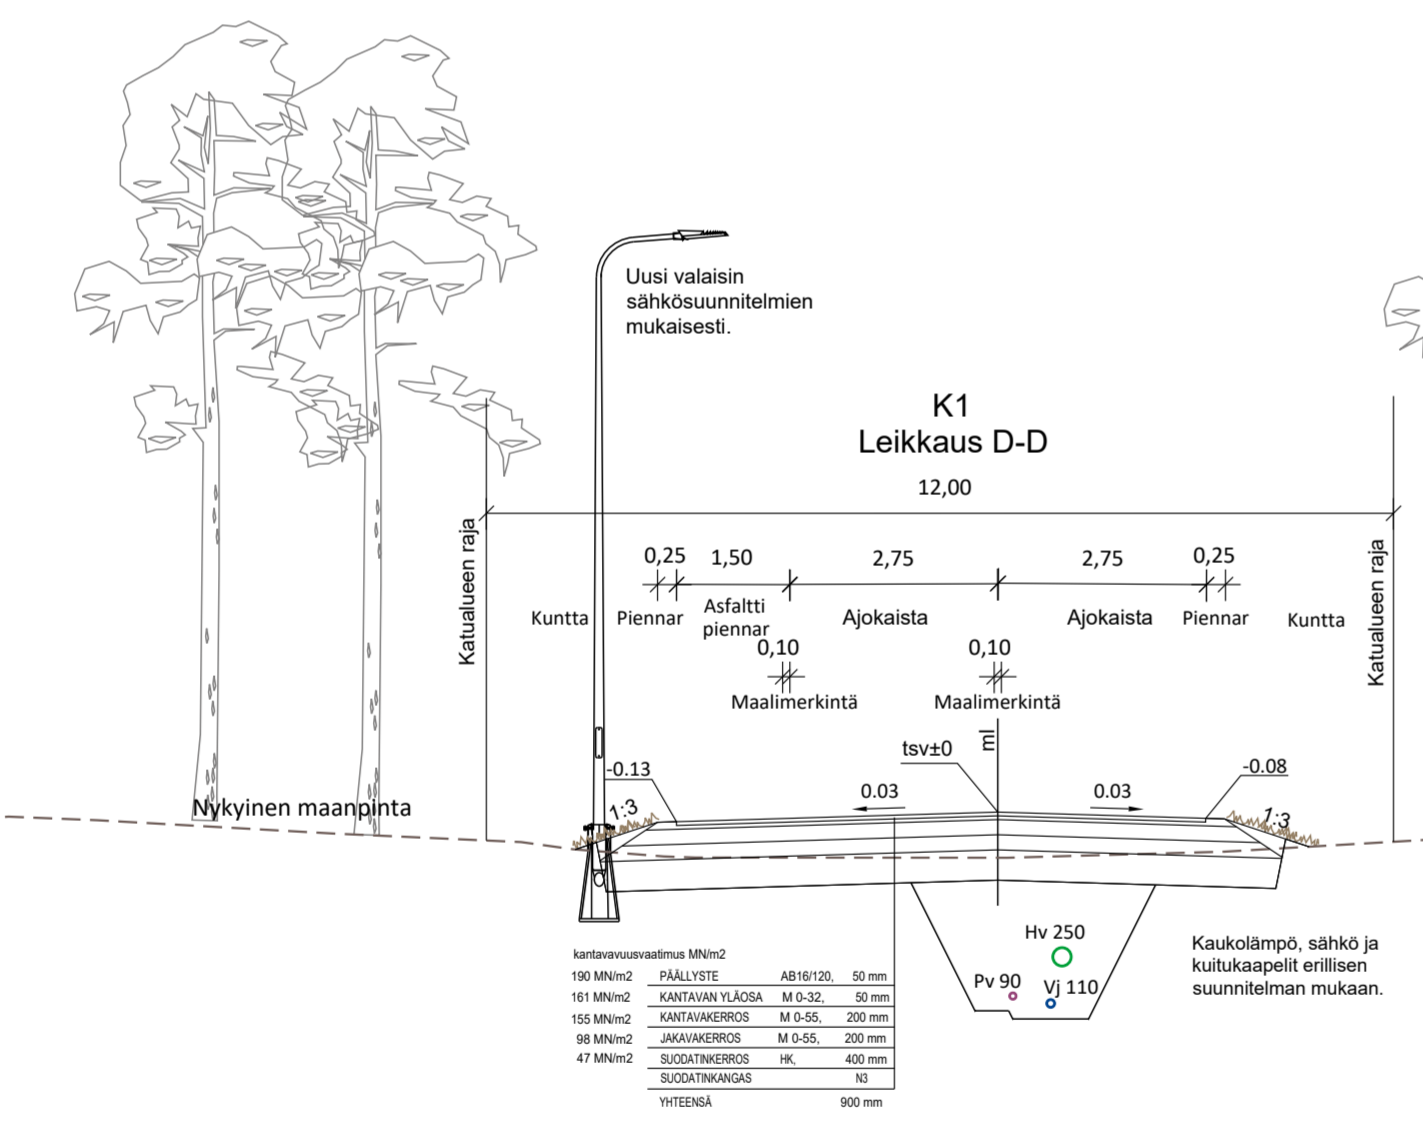 Uusi valaisin
sähkösuunnitelmien
mukaisesti.
K1
Leikkaus D-D
12,00
Katualueen raja
Katualueen raja
0,25 1,50 2,75 2,75 0,25
Kuntta Piennar Asfaltti piennar Ajokaista Ajokaista Piennar Kuntta
0,10 0,10
Maalimerkintä Maalimerkintä
tsv±0 ml
-0.13 -0.08
0.03 0.03
1:3 1:3
Nykyinen maanpinta
Hv 250
Pv 90 Vj 110
Kaukolämpö, sähkö ja
kuitukaapelit erillisen
suunnitelman mukaan.
kantavavuusvaatimus MN/m2
190 MN/m2 PÄÄLLYSTE AB16/120, 50 mm
161 MN/m2 KANTAVAN YLÄOSA M 0-32, 50 mm
155 MN/m2 KANTAVAKERROS M 0-55, 200 mm
98 MN/m2 JAKAVAKERROS M 0-55, 200 mm
47 MN/m2 SUODATINKERROS HK, 400 mm
SUODATINKANGAS N3
YHTEENSÄ 900 mm